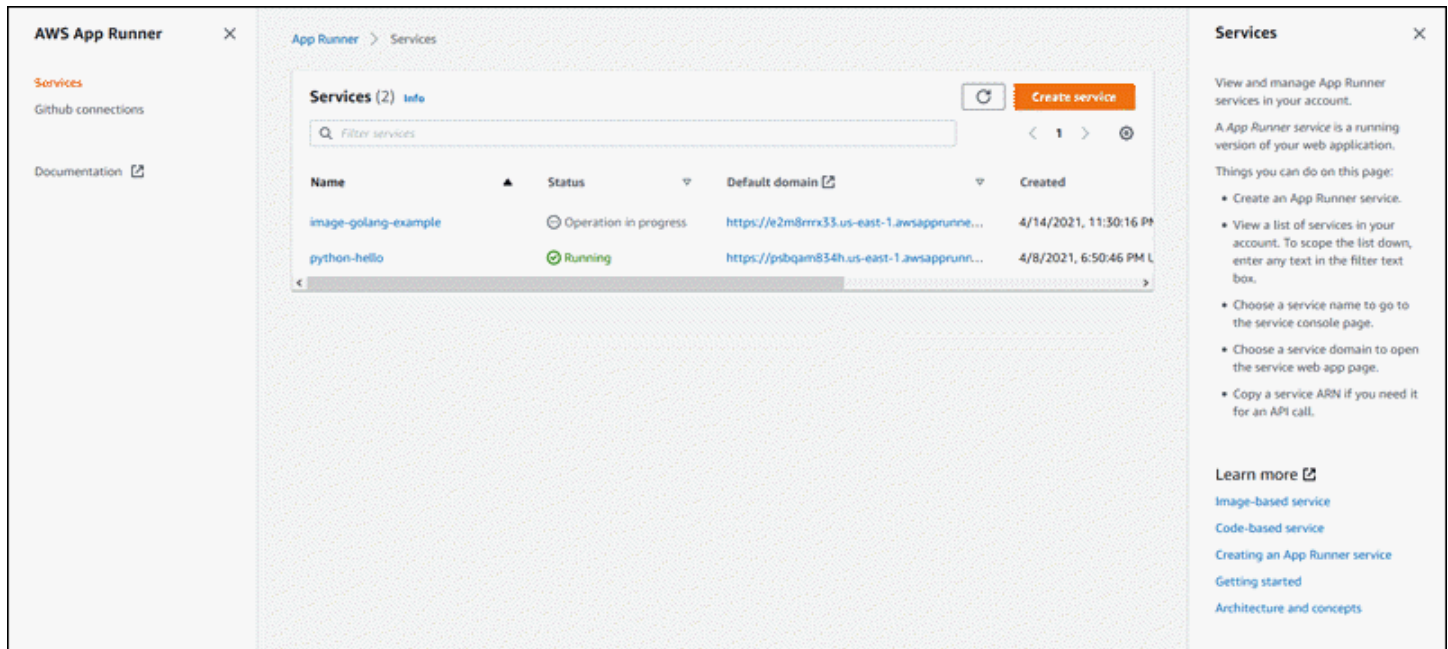 AWS App Runner
Services
Github connections
Documentation
App Runner > Services
Services (2) Info
Create service
Filter services
1
Name Status Default domain Created
image-golang-example Operation in progress https://e2m8rrrx33.us-east-1.awsapprunne... 4/14/2021, 11:30:16 PM
python-hello Running https://psbqam834h.us-east-1.awsapprunn... 4/8/2021, 6:50:46 PM U
Services
View and manage App Runner
services in your account.
A App Runner service is a running
version of your web application.
Things you can do on this page:
• Create an App Runner service.
• View a list of services in your
account. To scope the list down,
enter any text in the filter text
box.
• Choose a service name to go to
the service console page.
• Choose a service domain to open
the service web app page.
• Copy a service ARN if you need it
for an API call.
Learn more
Image-based service
Code-based service
Creating an App Runner service
Getting started
Architecture and concepts